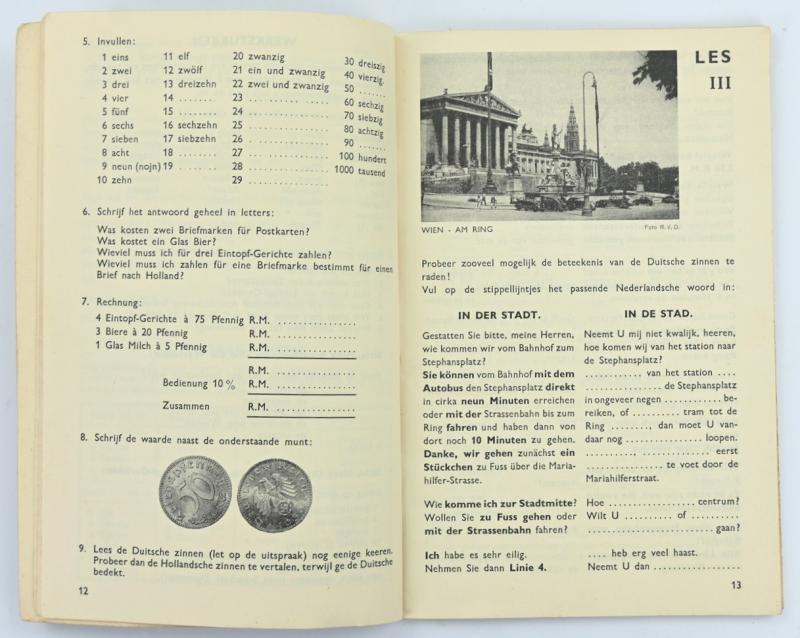 5. Invullen:
1 eins 11 elf 20 zwanzig 30 dreiszig
2 zwei 12 zwölf 21 ein und zwanzig 40 vierzig.
3 drei 13 dreizehn 22 zwei und zwanzig 50 .......
4 vier 14 ........ 23 ......... ...... 60 sechzig
5 fünf 15 ........ 24 ................ 70 siebzig
6 sechs 16 sechzehn 25 ................ 80 achtzig
7 sieben 17 siebzehn 26 ................ 90 .......
8 acht 18 ........ 27 ................ 100 hundert
9 neun (nojn) 19 ........ 28 ................ 1000 tausend
10 zehn 29 ................
6. Schrijf het antwoord geheel in letters:
Was kosten zwei Briefmarken für Postkarten?
Was kostet ein Glas Bier?
Wieviel muss ich für drei Eintopf-Gerichte zahlen?
Wieviel muss ich zahlen für eine Briefmarke bestimmt für einen
Brief nach Holland?
7. Rechnung:
4 Eintopf-Gerichte à 75 Pfennig R.M. ................
3 Biere à 20 Pfennig R.M. ................
1 Glas Milch à 5 Pfennig R.M. ................
R.M. ................
Bedienung 10% R.M. ................
Zusammen R.M. ................
8. Schrijf de waarde naast de onderstaande munt:
50
9. Lees de Duitsche zinnen (let op de uitspraak) nog eenige keeren.
Probeer dan de Hollandsche zinnen te vertalen, terwijl ge de Duitsche
bedekt.
12
LES
III
WIEN - AM RING
Foto R.V.D.
Probeer zooveel mogelijk de beteekenis van de Duitsche zinnen te
raden!
Vul op de stippellijntjes het passende Nederlandsche woord in:
IN DER STADT.
Gestatten Sie bitte, meine Herren,
wie kommen wir vom Bahnhof zum
Stephansplatz?
Sie können vom Bahnhof mit dem
Autobus den Stephansplatz direkt
in cirka neun Minuten erreichen
oder mit der Strassenbahn bis zum
Ring fahren und haben dann von
dort noch 10 Minuten zu gehen.
Danke, wir gehen zunächst ein
Stückchen zu Fuss über die Maria-
hilfer-Strasse.
Wie komme ich zur Stadtmitte?
Wollen Sie zu Fuss gehen oder
mit der Strassenbahn fahren?
Ich habe es sehr eilig.
Nehmen Sie dann Linie 4.
IN DE STAD.
Neemt U mij niet kwalijk, heeren,
hoe komen wij van het station naar
de Stephansplatz?
............ van het station ....
............... de Stephansplatz
in ongeveer negen ........... be-
reiken, of .......... tram tot de
Ring ........, dan moet U van-
daar nog ............... loopen.
.........., .............. eerst
............... te voet door de
Mariahilferstraat.
Hoe ................. centrum?
Wilt U .......... of ..........
........................ gaan?
.... heb erg veel haast.
Neemt U dan .................
13